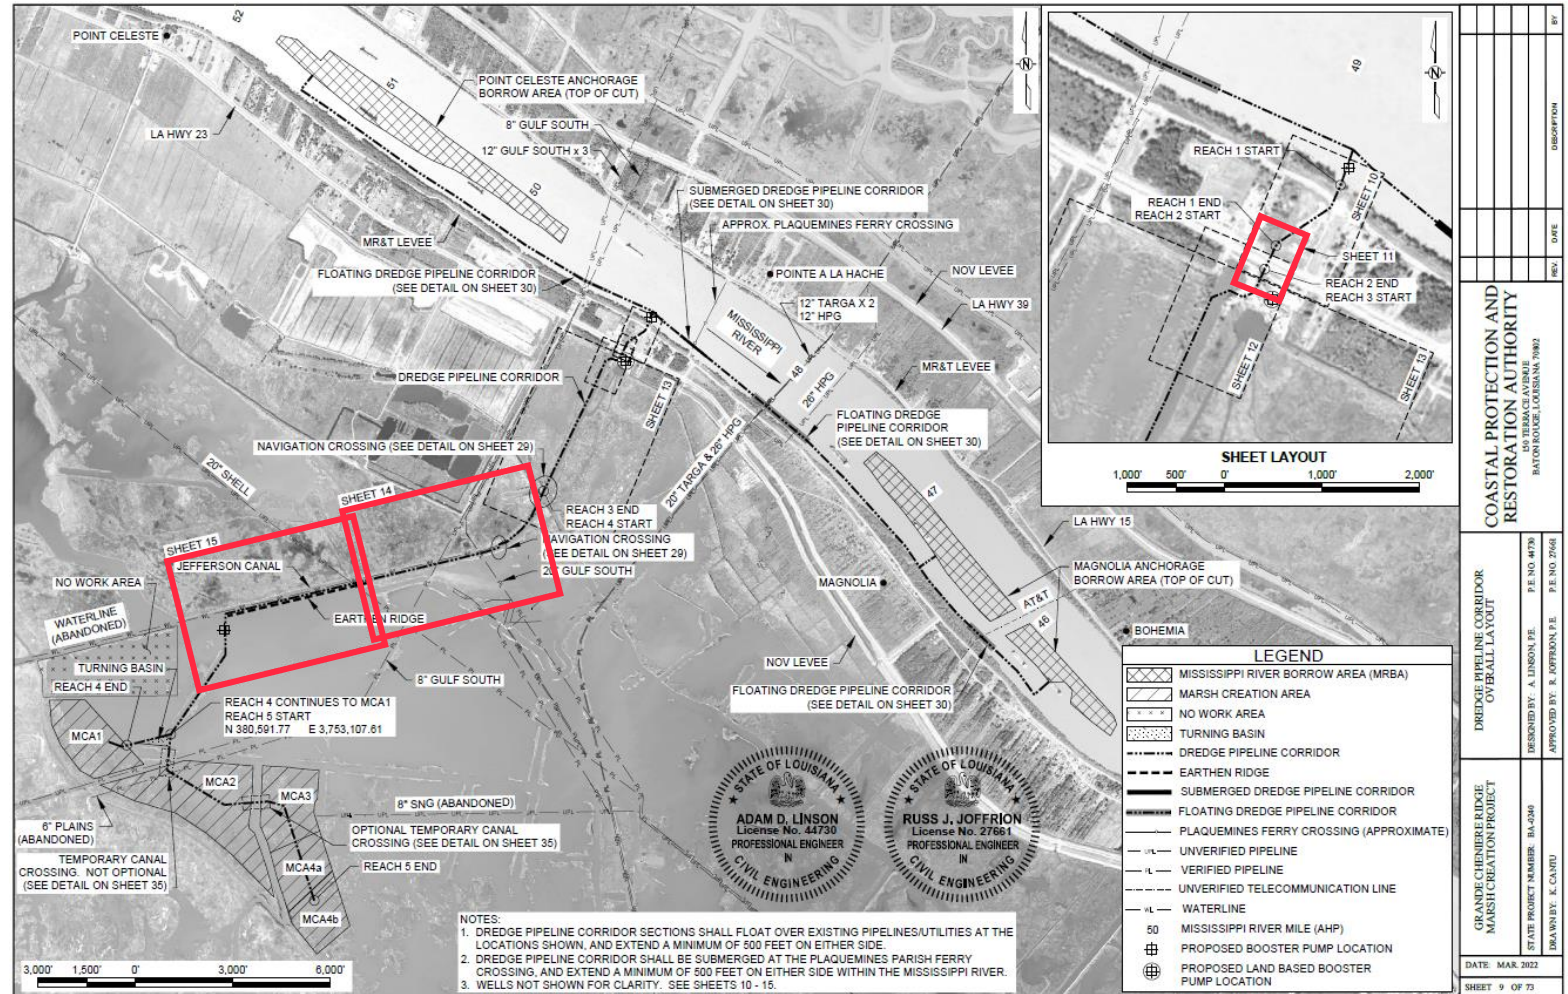 52
POINT CELESTE
51
POINT CELESTE ANCHORAGE
BORROW AREA (TOP OF CUT)
8" GULF SOUTH
12" GULF SOUTH x 3
LA HWY 23
50
SUBMERGED DREDGE PIPELINE CORRIDOR
(SEE DETAIL ON SHEET 30)
APPROX. PLAQUEMINES FERRY CROSSING
MR&T LEVEE
FLOATING DREDGE PIPELINE CORRIDOR
(SEE DETAIL ON SHEET 30)
POINTE A LA HACHE
NOV LEVEE
12" TARGA X 2
12" HPG
LA HWY 39
MISSISSIPPI
RIVER
48
26" HPG
MR&T LEVEE
DREDGE PIPELINE CORRIDOR
SHEET 13
FLOATING DREDGE
PIPELINE CORRIDOR
(SEE DETAIL ON SHEET 30)
NAVIGATION CROSSING (SEE DETAIL ON SHEET 29)
20" TARGA & 26" HPG
20" SHELL
SHEET 14
47
REACH 3 END
REACH 4 START
LA HWY 15
NAVIGATION CROSSING
(SEE DETAIL ON SHEET 29)
SHEET 15
JEFFERSON CANAL
20" GULF SOUTH
NO WORK AREA
MAGNOLIA
MAGNOLIA ANCHORAGE
BORROW AREA (TOP OF CUT)
AT&T
46
WATERLINE
(ABANDONED)
EARTHEN RIDGE
BOHEMIA
TURNING BASIN
REACH 4 END
8" GULF SOUTH
NOV LEVEE
FLOATING DREDGE PIPELINE CORRIDOR
(SEE DETAIL ON SHEET 30)
REACH 4 CONTINUES TO MCA1
REACH 5 START
N 380,591.77 E 3,753,107.61
MCA1
MCA2
MCA3
8" SNG (ABANDONED)
6" PLAINS
(ABANDONED)
OPTIONAL TEMPORARY CANAL
CROSSING (SEE DETAIL ON SHEET 35)
TEMPORARY CANAL
CROSSING. NOT OPTIONAL
(SEE DETAIL ON SHEET 35)
MCA4a
REACH 5 END
MCA4b
STATE OF LOUISIANA
ADAM D. LINSON
License No. 44730
PROFESSIONAL ENGINEER
IN
CIVIL ENGINEERING
STATE OF LOUISIANA
RUSS J. JOFFRION
License No. 27661
PROFESSIONAL ENGINEER
IN
CIVIL ENGINEERING
NOTES:
1. DREDGE PIPELINE CORRIDOR SECTIONS SHALL FLOAT OVER EXISTING PIPELINES/UTILITIES AT THE
LOCATIONS SHOWN, AND EXTEND A MINIMUM OF 500 FEET ON EITHER SIDE.
2. DREDGE PIPELINE CORRIDOR SHALL BE SUBMERGED AT THE PLAQUEMINES PARISH FERRY
CROSSING, AND EXTEND A MINIMUM OF 500 FEET ON EITHER SIDE WITHIN THE MISSISSIPPI RIVER.
3. WELLS NOT SHOWN FOR CLARITY. SEE SHEETS 10 - 15.
3,000' 1,500' 0' 3,000' 6,000'
N
N
49
REACH 1 START
SHEET 10
REACH 1 END
REACH 2 START
SHEET 11
REACH 2 END
REACH 3 START
SHEET 12
SHEET 13
SHEET LAYOUT
1,000' 500' 0' 1,000' 2,000'
LEGEND
MISSISSIPPI RIVER BORROW AREA (MRBA)
MARSH CREATION AREA
NO WORK AREA
TURNING BASIN
DREDGE PIPELINE CORRIDOR
EARTHEN RIDGE
SUBMERGED DREDGE PIPELINE CORRIDOR
FLOATING DREDGE PIPELINE CORRIDOR
PLAQUEMINES FERRY CROSSING (APPROXIMATE)
UPL UNVERIFIED PIPELINE
PL VERIFIED PIPELINE
UNVERIFIED TELECOMMUNICATION LINE
WL WATERLINE
50 MISSISSIPPI RIVER MILE (AHP)
PROPOSED BOOSTER PUMP LOCATION
PROPOSED LAND BASED BOOSTER
PUMP LOCATION
BY
DESCRIPTION
DATE
REV.
COASTAL PROTECTION AND
RESTORATION AUTHORITY
150 TERRACE AVENUE
BATON ROUGE, LOUISIANA 70802
DREDGE PIPELINE CORRIDOR
OVERALL LAYOUT
DESIGNED BY: A. LINSON, P.E. P.E. NO. 44730
APPROVED BY: R. JOFFRION, P.E. P.E. NO. 27661
GRANDE CHENIERE RIDGE
MARSH CREATION PROJECT
STATE PROJECT NUMBER: BA-0240
DRAWN BY: K. CANTU
DATE: MAR. 2022
SHEET 9 OF 73